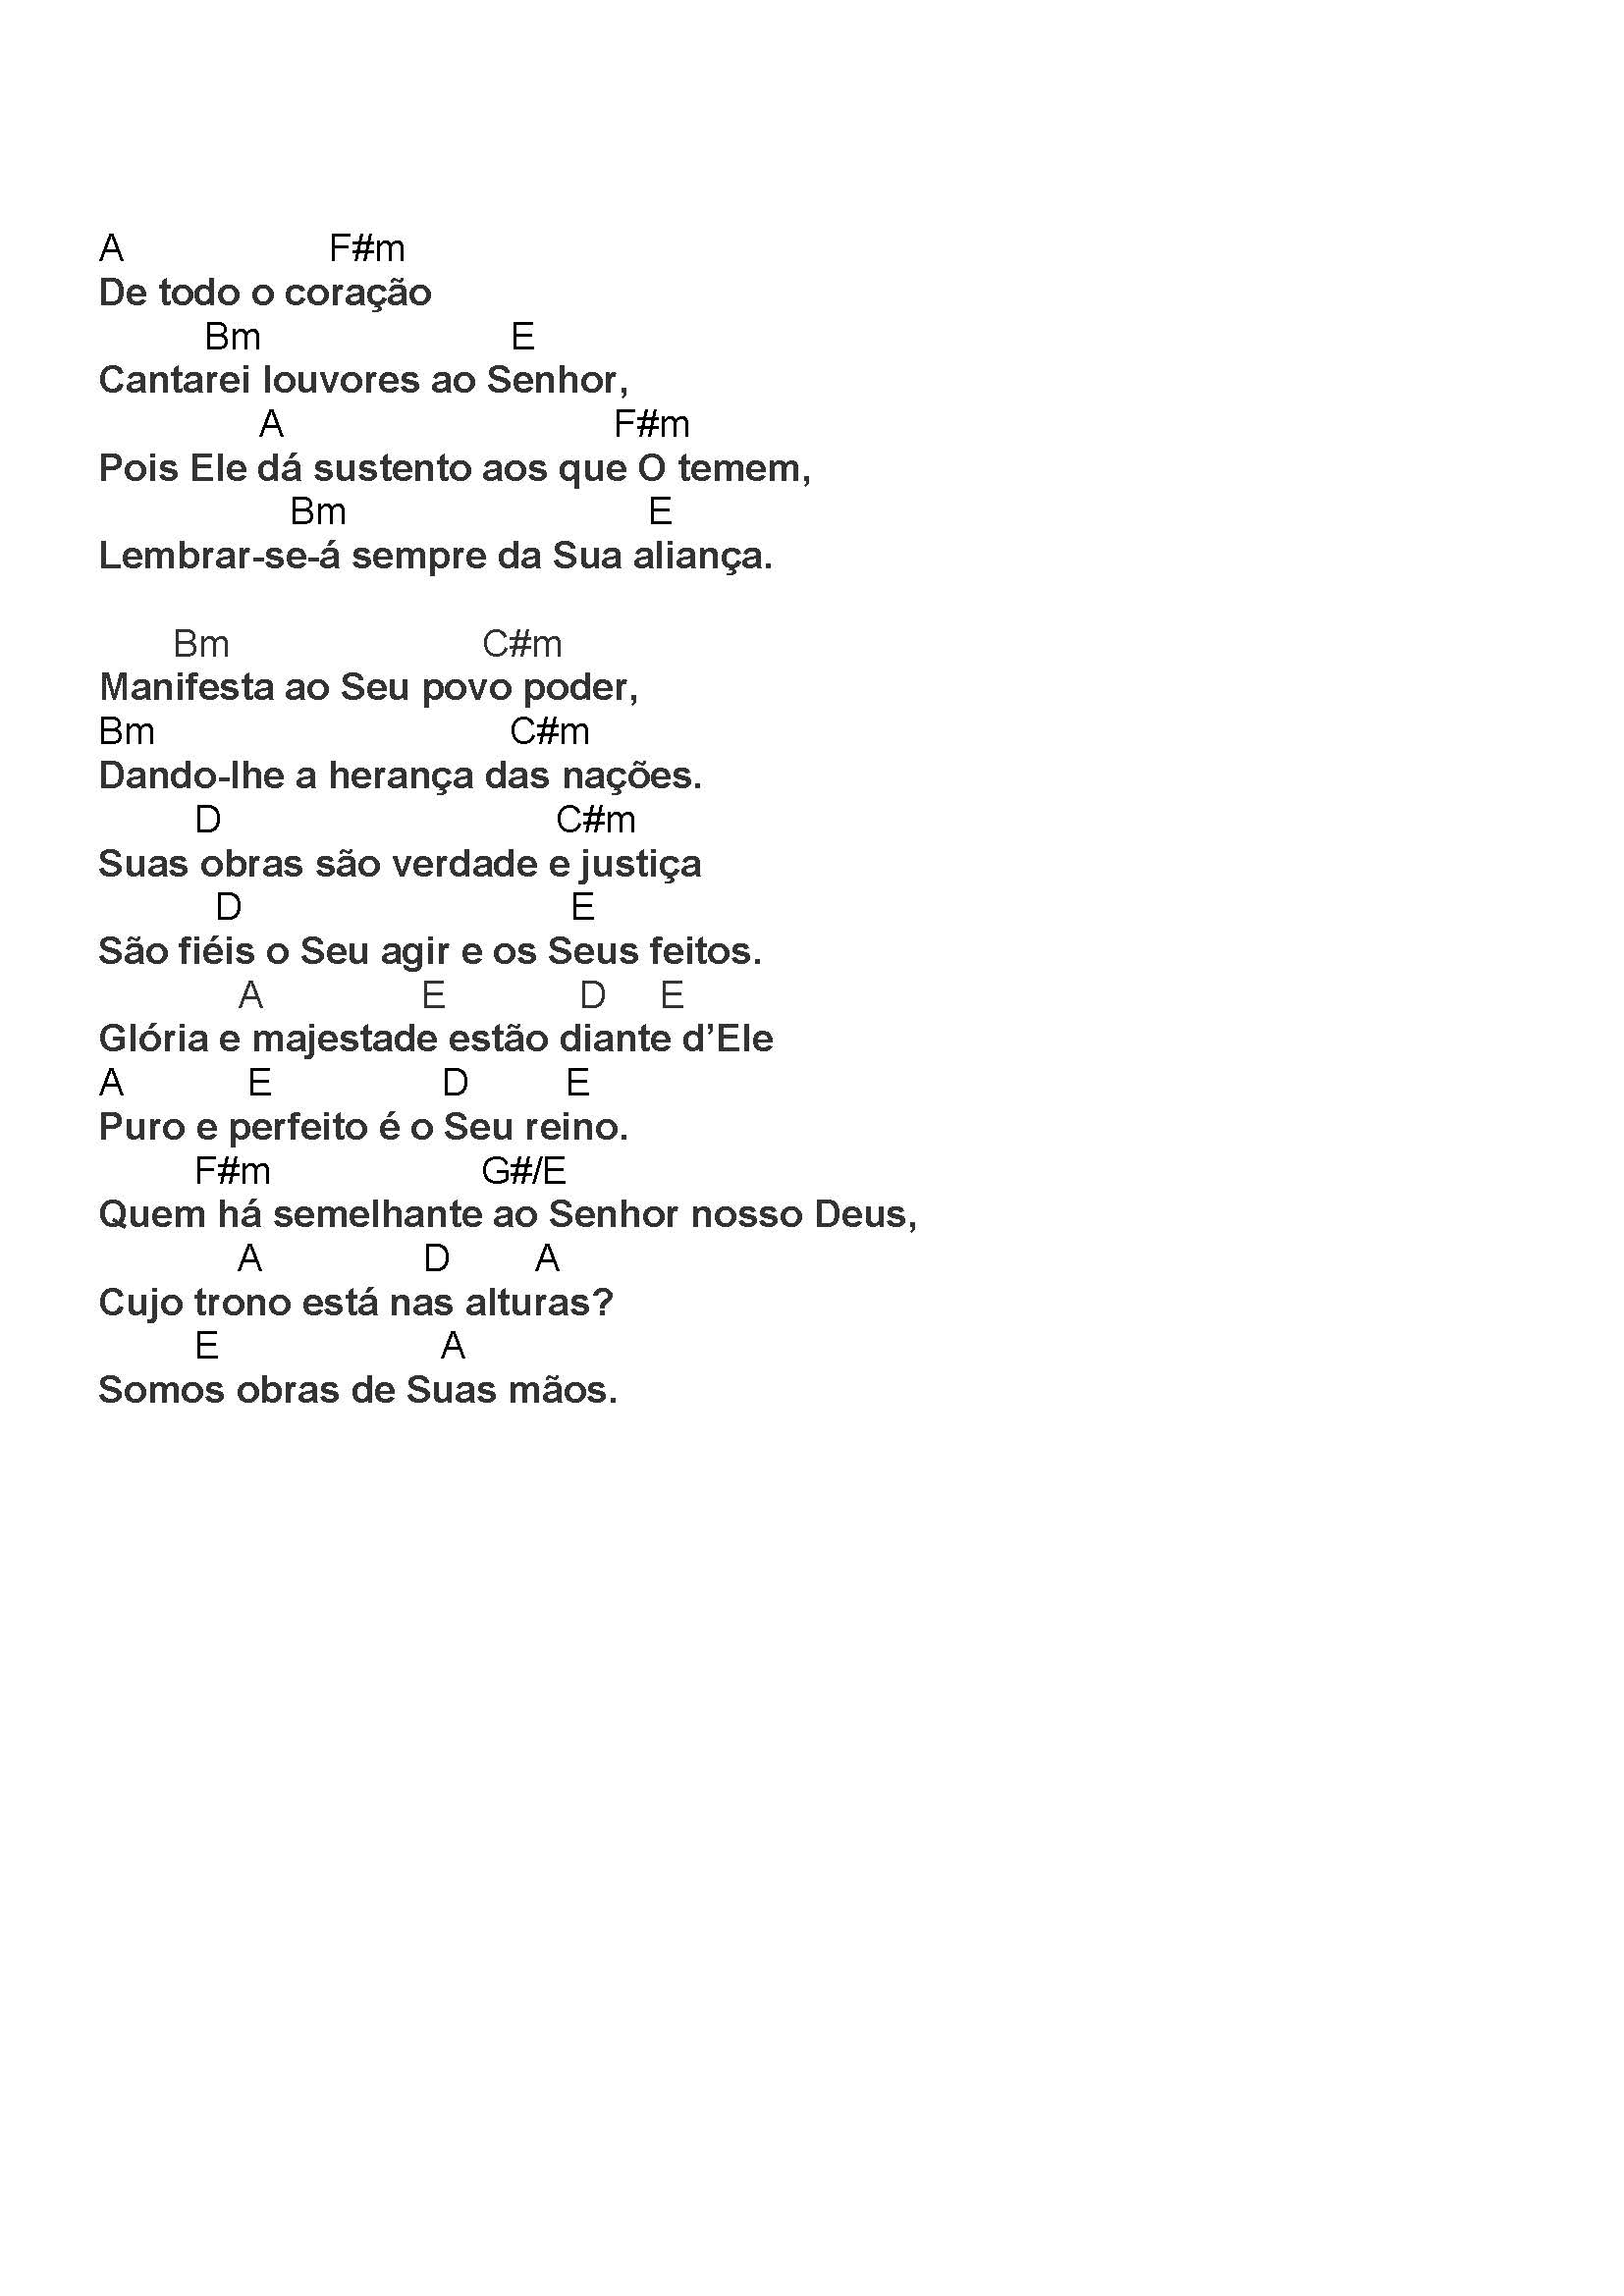 A F#m
De todo o coração
Bm E
Cantarei louvores ao Senhor,
A F#m
Pois Ele dá sustento aos que O temem,
Bm E
Lembrar-se-á sempre da Sua aliança.
Bm C#m
Manifesta ao Seu povo poder,
Bm C#m
Dando-lhe a herança das nações.
D C#m
Suas obras são verdade e justiça
D E
São fiéis o Seu agir e os Seus feitos.
A E D E
Glória e majestade estão diante d’Ele
A E D E
Puro e perfeito é o Seu reino.
F#m G#/E
Quem há semelhante ao Senhor nosso Deus,
A D A
Cujo trono está nas alturas?
E A
Somos obras de Suas mãos.